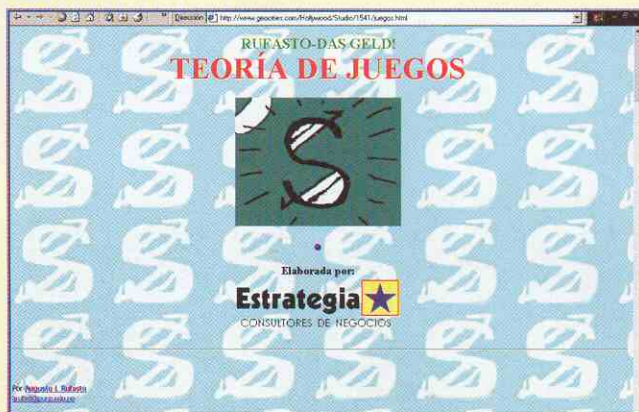 Dirección http://www.geocities.com/Hollywood/Studio/1541/juegos.html
RUFASTO-DAS GELD!
TEORÍA DE JUEGOS
Elaborada por:
Estrategia
CONSULTORES DE NEGOCIOS
Por Augusto L. Rufasto